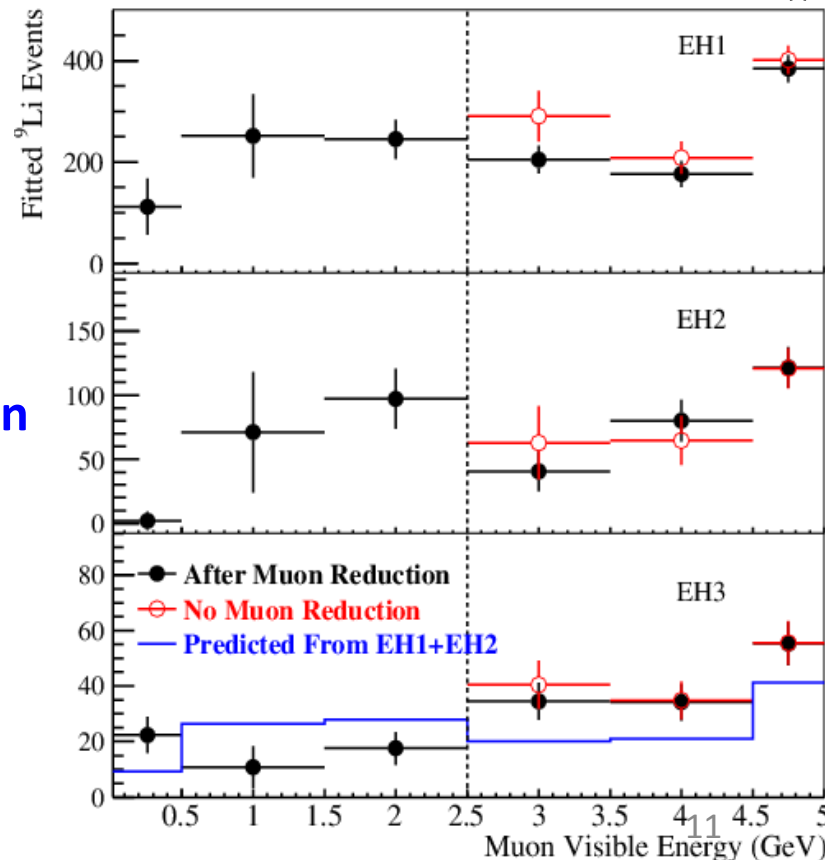 Fitted ⁹Li Events
EH1
400
200
0
EH2
150
100
50
0
n
EH3
80
60
40
20
0
After Muon Reduction
No Muon Reduction
Predicted From EH1+EH2
0.5 1 1.5 2 2.5 3 3.5 4 4.5 5
11
Muon Visible Energy (GeV)